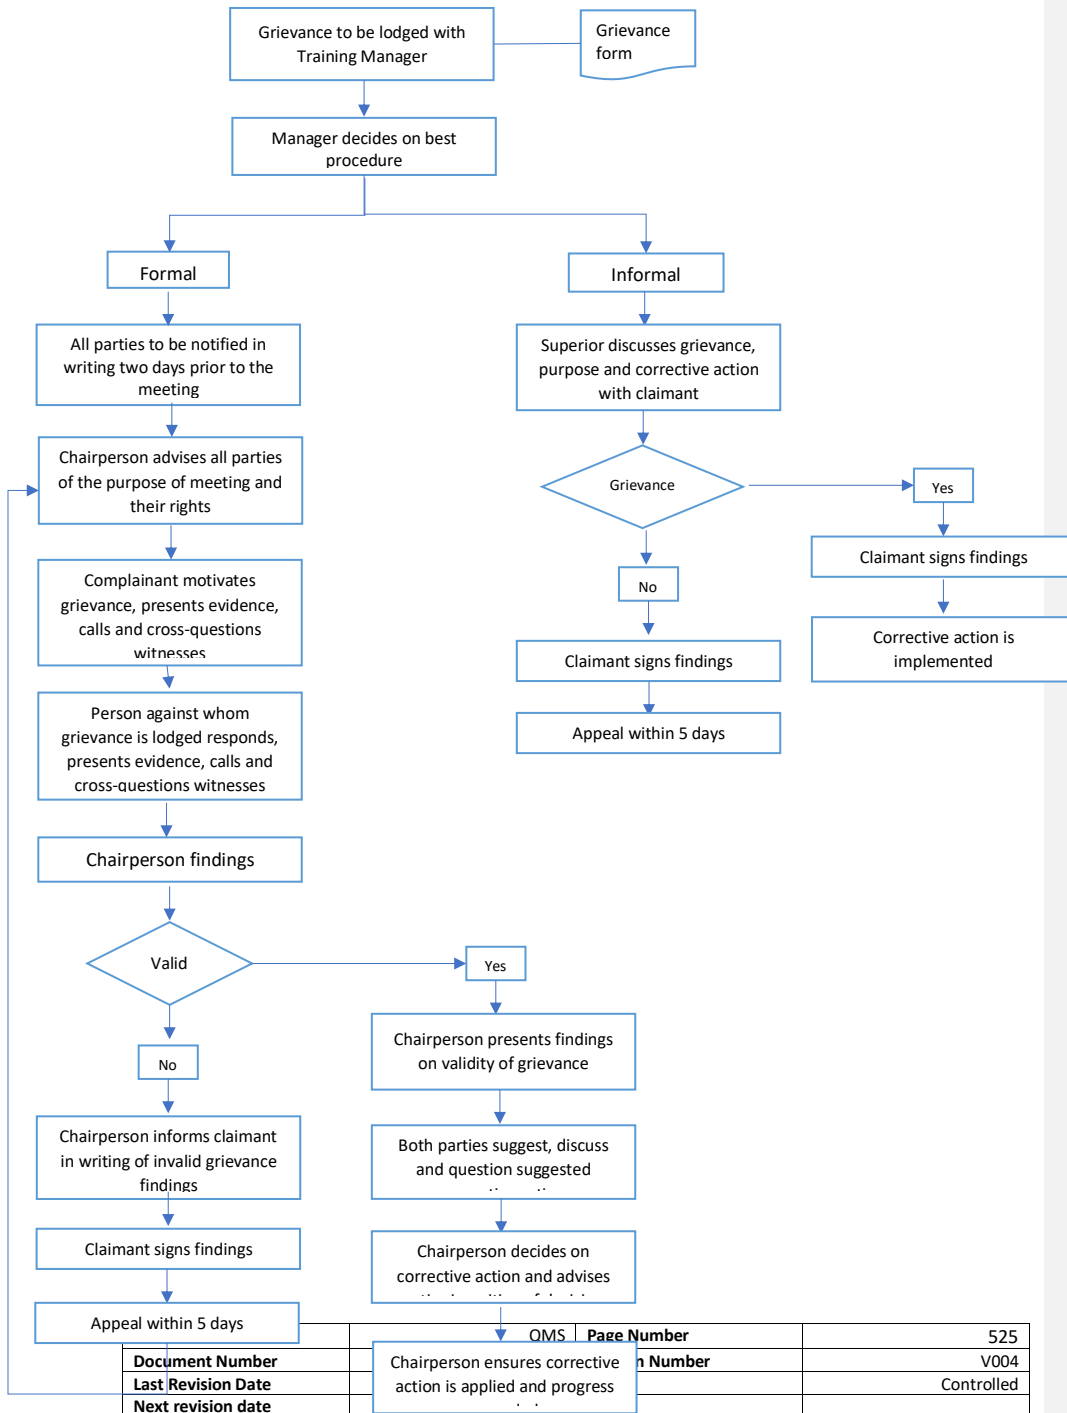 Grievance to be lodged with
Training Manager
Grievance
form
Manager decides on best
procedure
Formal
Informal
All parties to be notified in
writing two days prior to the
meeting
Superior discusses grievance,
purpose and corrective action
with claimant
Chairperson advises all parties
of the purpose of meeting and
their rights
Grievance
Yes
Claimant signs findings
Corrective action is
implemented
No
Claimant signs findings
Appeal within 5 days
Complainant motivates
grievance, presents evidence,
calls and cross-questions
witnesses
Person against whom
grievance is lodged responds,
presents evidence, calls and
cross-questions witnesses
Chairperson findings
Valid
Yes
Chairperson presents findings
on validity of grievance
Both parties suggest, discuss
and question suggested
Chairperson decides on
corrective action and advises
Chairperson ensures corrective
action is applied and progress
No
Chairperson informs claimant
in writing of invalid grievance
findings
Claimant signs findings
Appeal within 5 days
QMS Page Number 525
Document Number Number V004
Last Revision Date Controlled
Next revision date